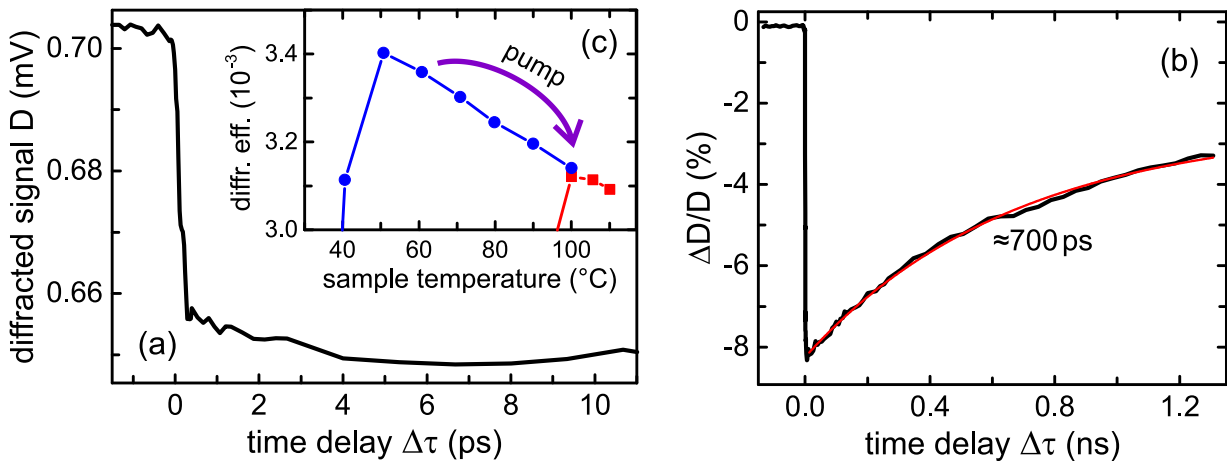 diffracted signal D (mV)
0.70
0.68
0.66
(a)
0 2 4 6 8 10
time delay Δτ (ps)
(c)
pump
diffr. eff. (10⁻³)
3.4
3.2
3.0
40 60 80 100
sample temperature (°C)
(b)
ΔD/D (%)
0
-2
-4
-6
-8
≈700 ps
0.0 0.4 0.8 1.2
time delay Δτ (ns)